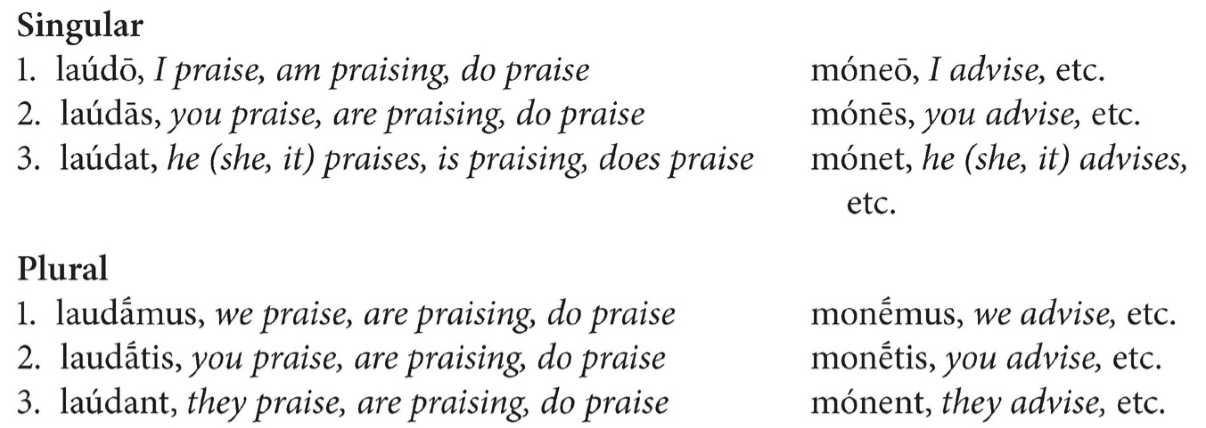 Singular
1. laúdō, I praise, am praising, do praise móneō, I advise, etc.
2. laúdās, you praise, are praising, do praise mónēs, you advise, etc.
3. laúdat, he (she, it) praises, is praising, does praise mónet, he (she, it) advises,
etc.
Plural
1. laudā́mus, we praise, are praising, do praise monḗmus, we advise, etc.
2. laudā́tis, you praise, are praising, do praise monḗtis, you advise, etc.
3. laúdant, they praise, are praising, do praise mónent, they advise, etc.